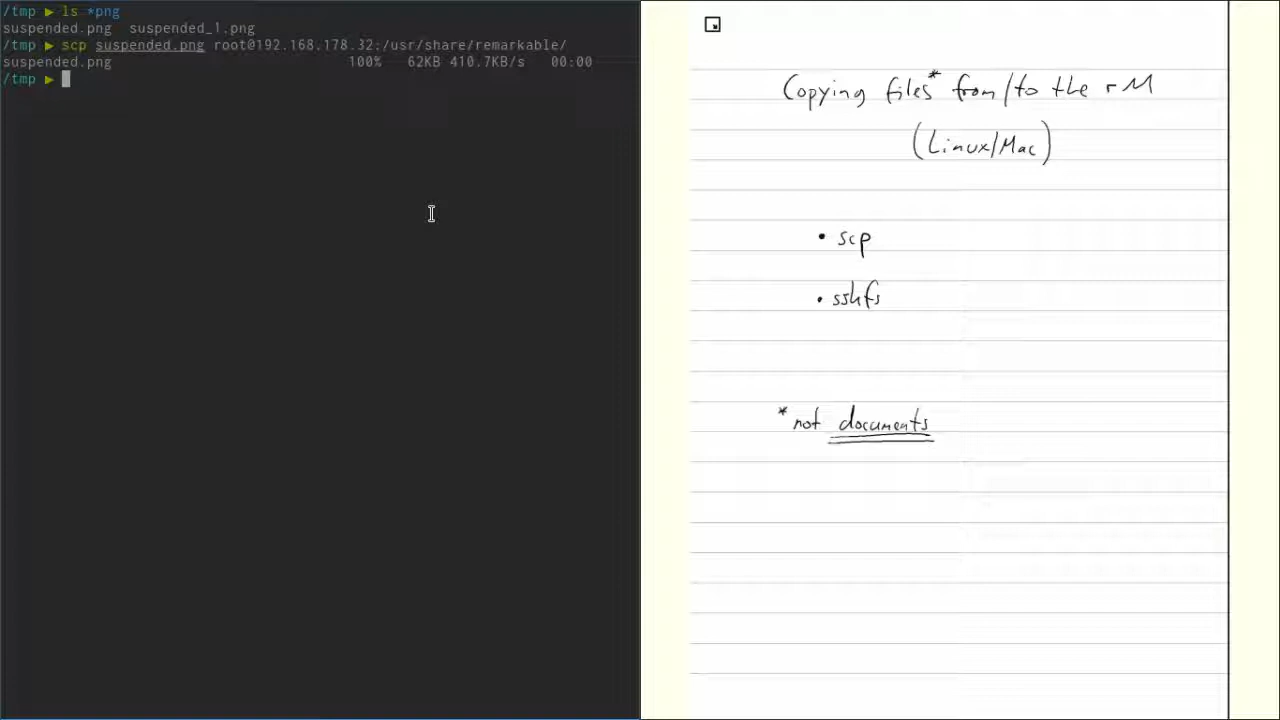 /tmp ▶ ls *png
suspended.png  suspended_1.png
/tmp ▶ scp suspended.png root@192.168.178.32:/usr/share/remarkable/
suspended.png 100% 62KB 410.7KB/s 00:00
/tmp ▶
Copying files* from/to the rM
(Linux/Mac)
• scp
• sshfs
*not documents